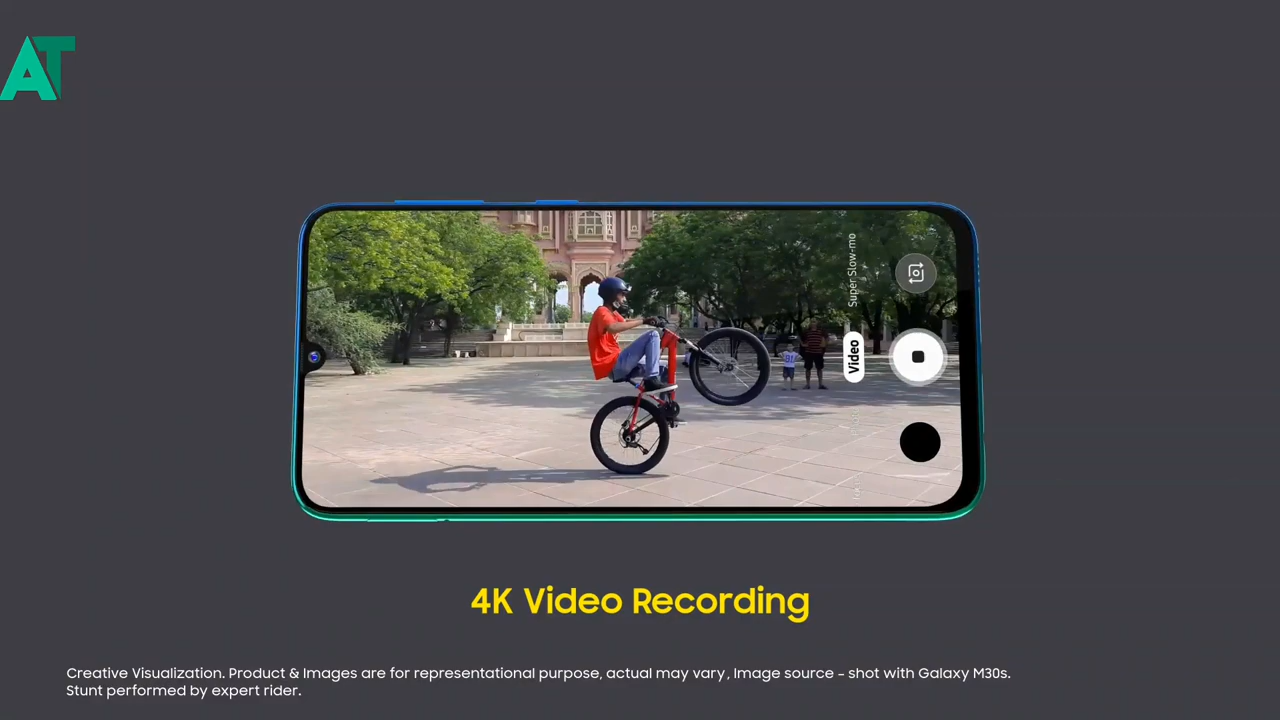 AT
Super Slow-mo
Video
4K Video Recording
Creative Visualization. Product & Images are for representational purpose, actual may vary, Image source - shot with Galaxy M30s.
Stunt performed by expert rider.